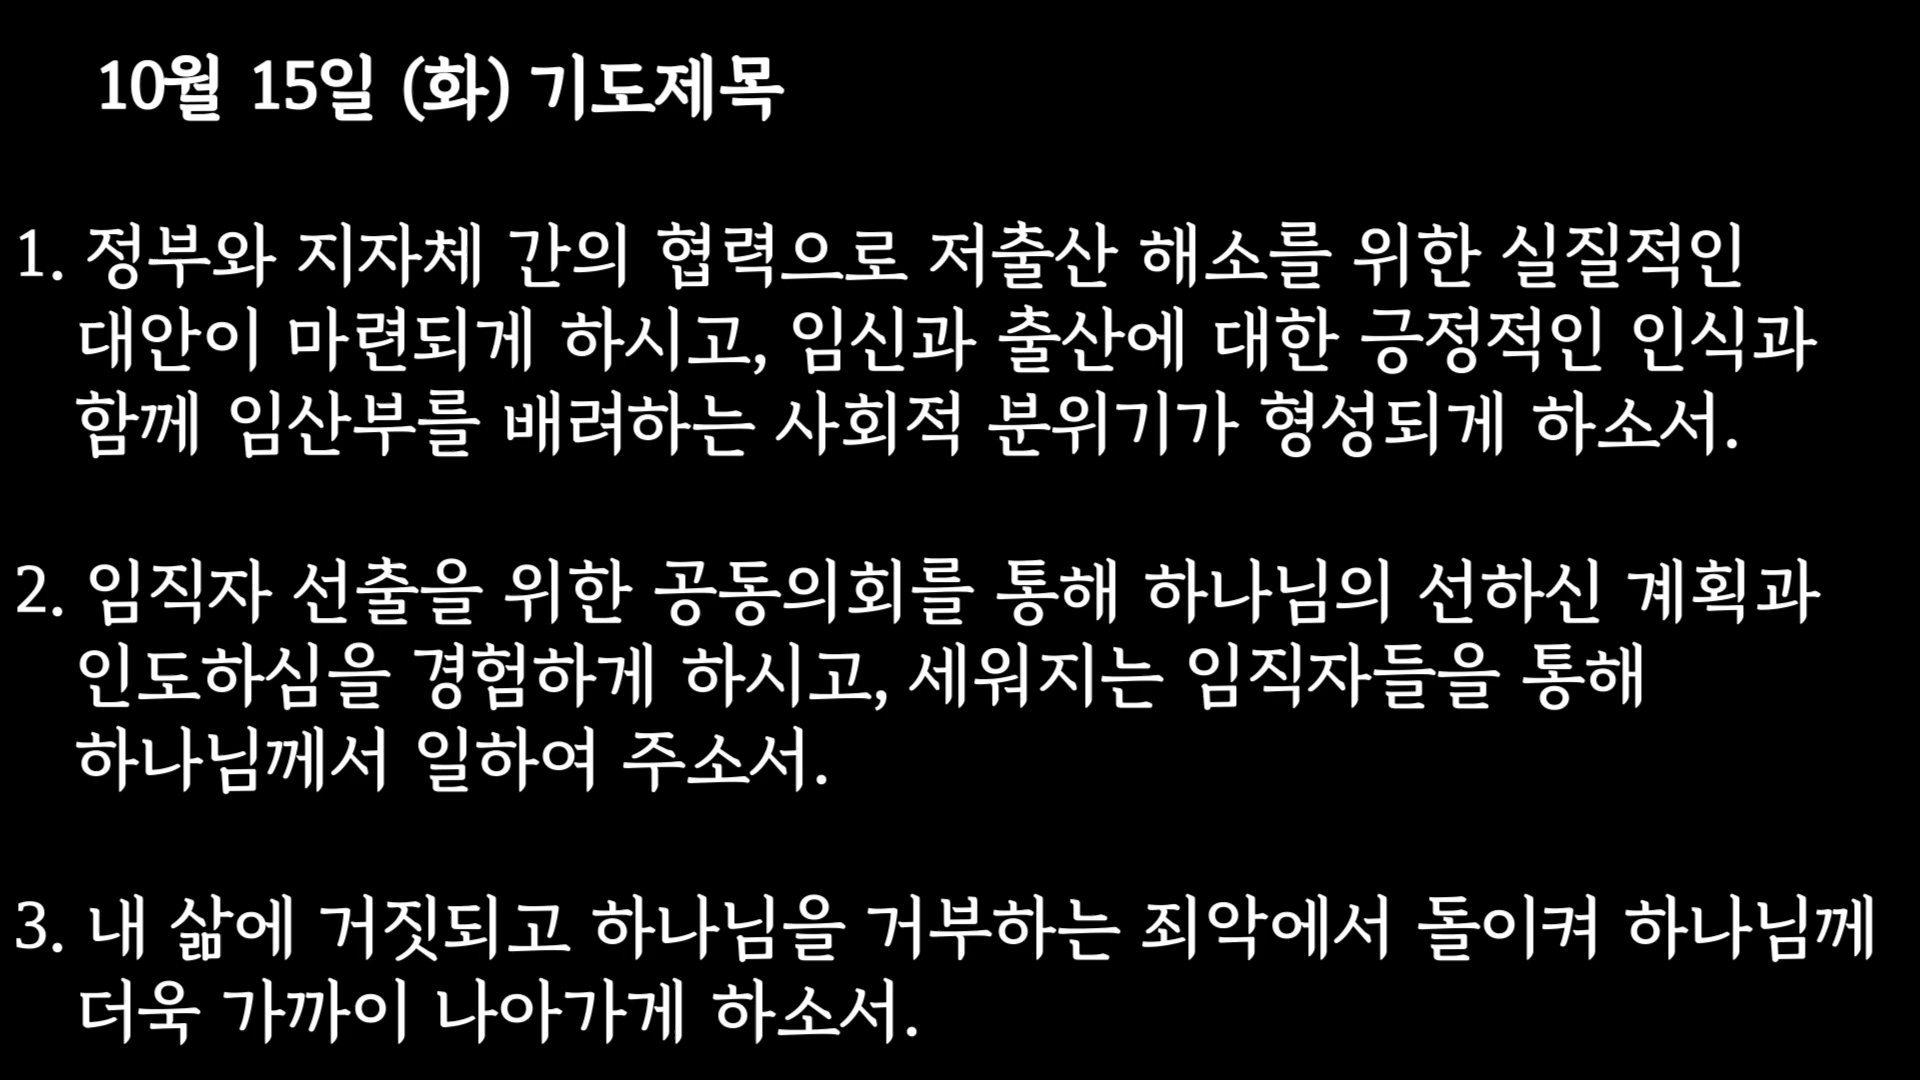 10월 15일 (화) 기도제목
1. 정부와 지자체 간의 협력으로 저출산 해소를 위한 실질적인
대안이 마련되게 하시고, 임신과 출산에 대한 긍정적인 인식과
함께 임산부를 배려하는 사회적 분위기가 형성되게 하소서.
2. 임직자 선출을 위한 공동의회를 통해 하나님의 선하신 계획과
인도하심을 경험하게 하시고, 세워지는 임직자들을 통해
하나님께서 일하여 주소서.
3. 내 삶에 거짓되고 하나님을 거부하는 죄악에서 돌이켜 하나님께
더욱 가까이 나아가게 하소서.